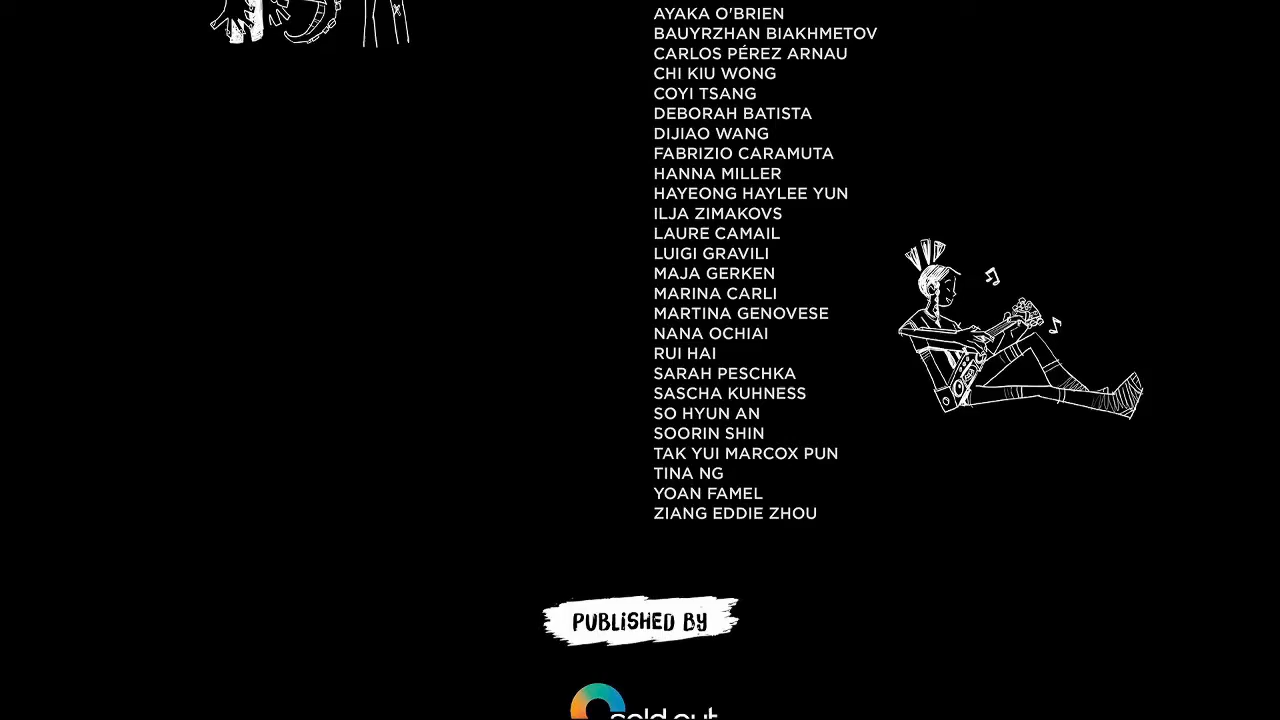 AYAKA O'BRIEN
BAUYRZHAN BIAKHMETOV
CARLOS PÉREZ ARNAU
CHI KIU WONG
COYI TSANG
DEBORAH BATISTA
DIJIAO WANG
FABRIZIO CARAMUTA
HANNA MILLER
HAYEONG HAYLEE YUN
ILJA ZIMAKOVS
LAURE CAMAIL
LUIGI GRAVILI
MAJA GERKEN
MARINA CARLI
MARTINA GENOVESE
NANA OCHIAI
RUI HAI
SARAH PESCHKA
SASCHA KUHNESS
SO HYUN AN
SOORIN SHIN
TAK YUI MARCOX PUN
TINA NG
YOAN FAMEL
ZIANG EDDIE ZHOU
PUBLiSHED BY
sold out